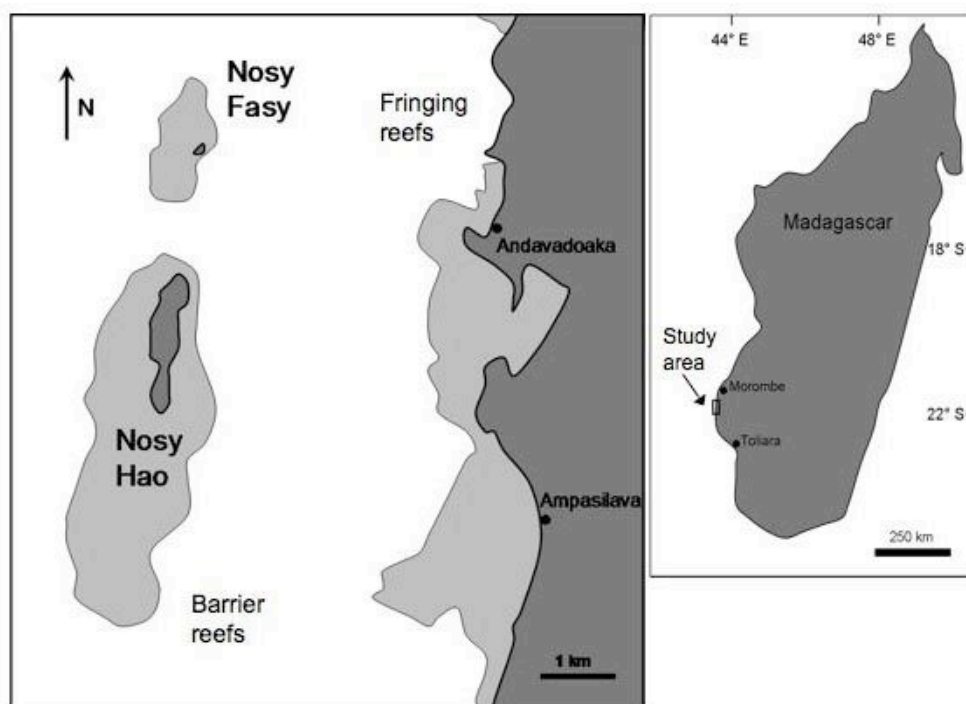 N
Nosy
Fasy
Fringing
reefs
Andavadoaka
Nosy
Hao
Ampasilava
Barrier
reefs
1 km
44° E
48° E
Madagascar
18° S
Study
area
Morombe
22° S
Toliara
250 km